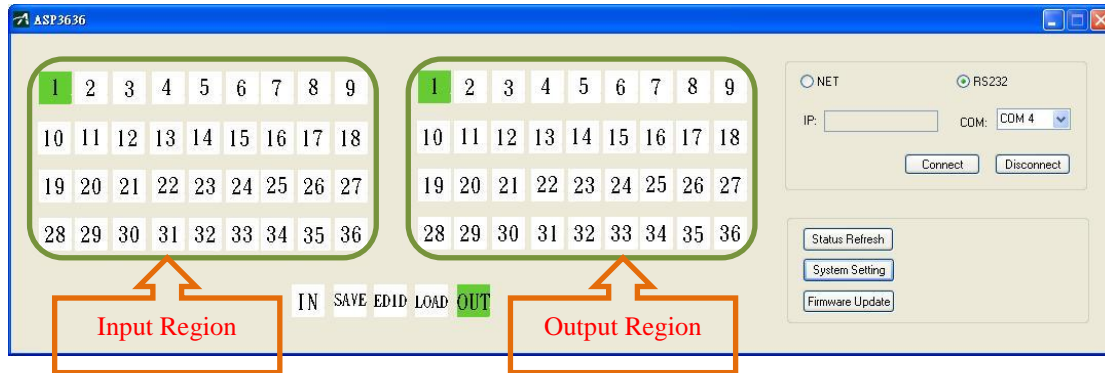 ASP3636
1 2 3 4 5 6 7 8 9
10 11 12 13 14 15 16 17 18
19 20 21 22 23 24 25 26 27
28 29 30 31 32 33 34 35 36
1 2 3 4 5 6 7 8 9
10 11 12 13 14 15 16 17 18
19 20 21 22 23 24 25 26 27
28 29 30 31 32 33 34 35 36
IN SAVE EDID LOAD OUT
Input Region
Output Region
NET RS232
IP: COM: COM 4
Connect Disconnect
Status Refresh
System Setting
Firmware Update